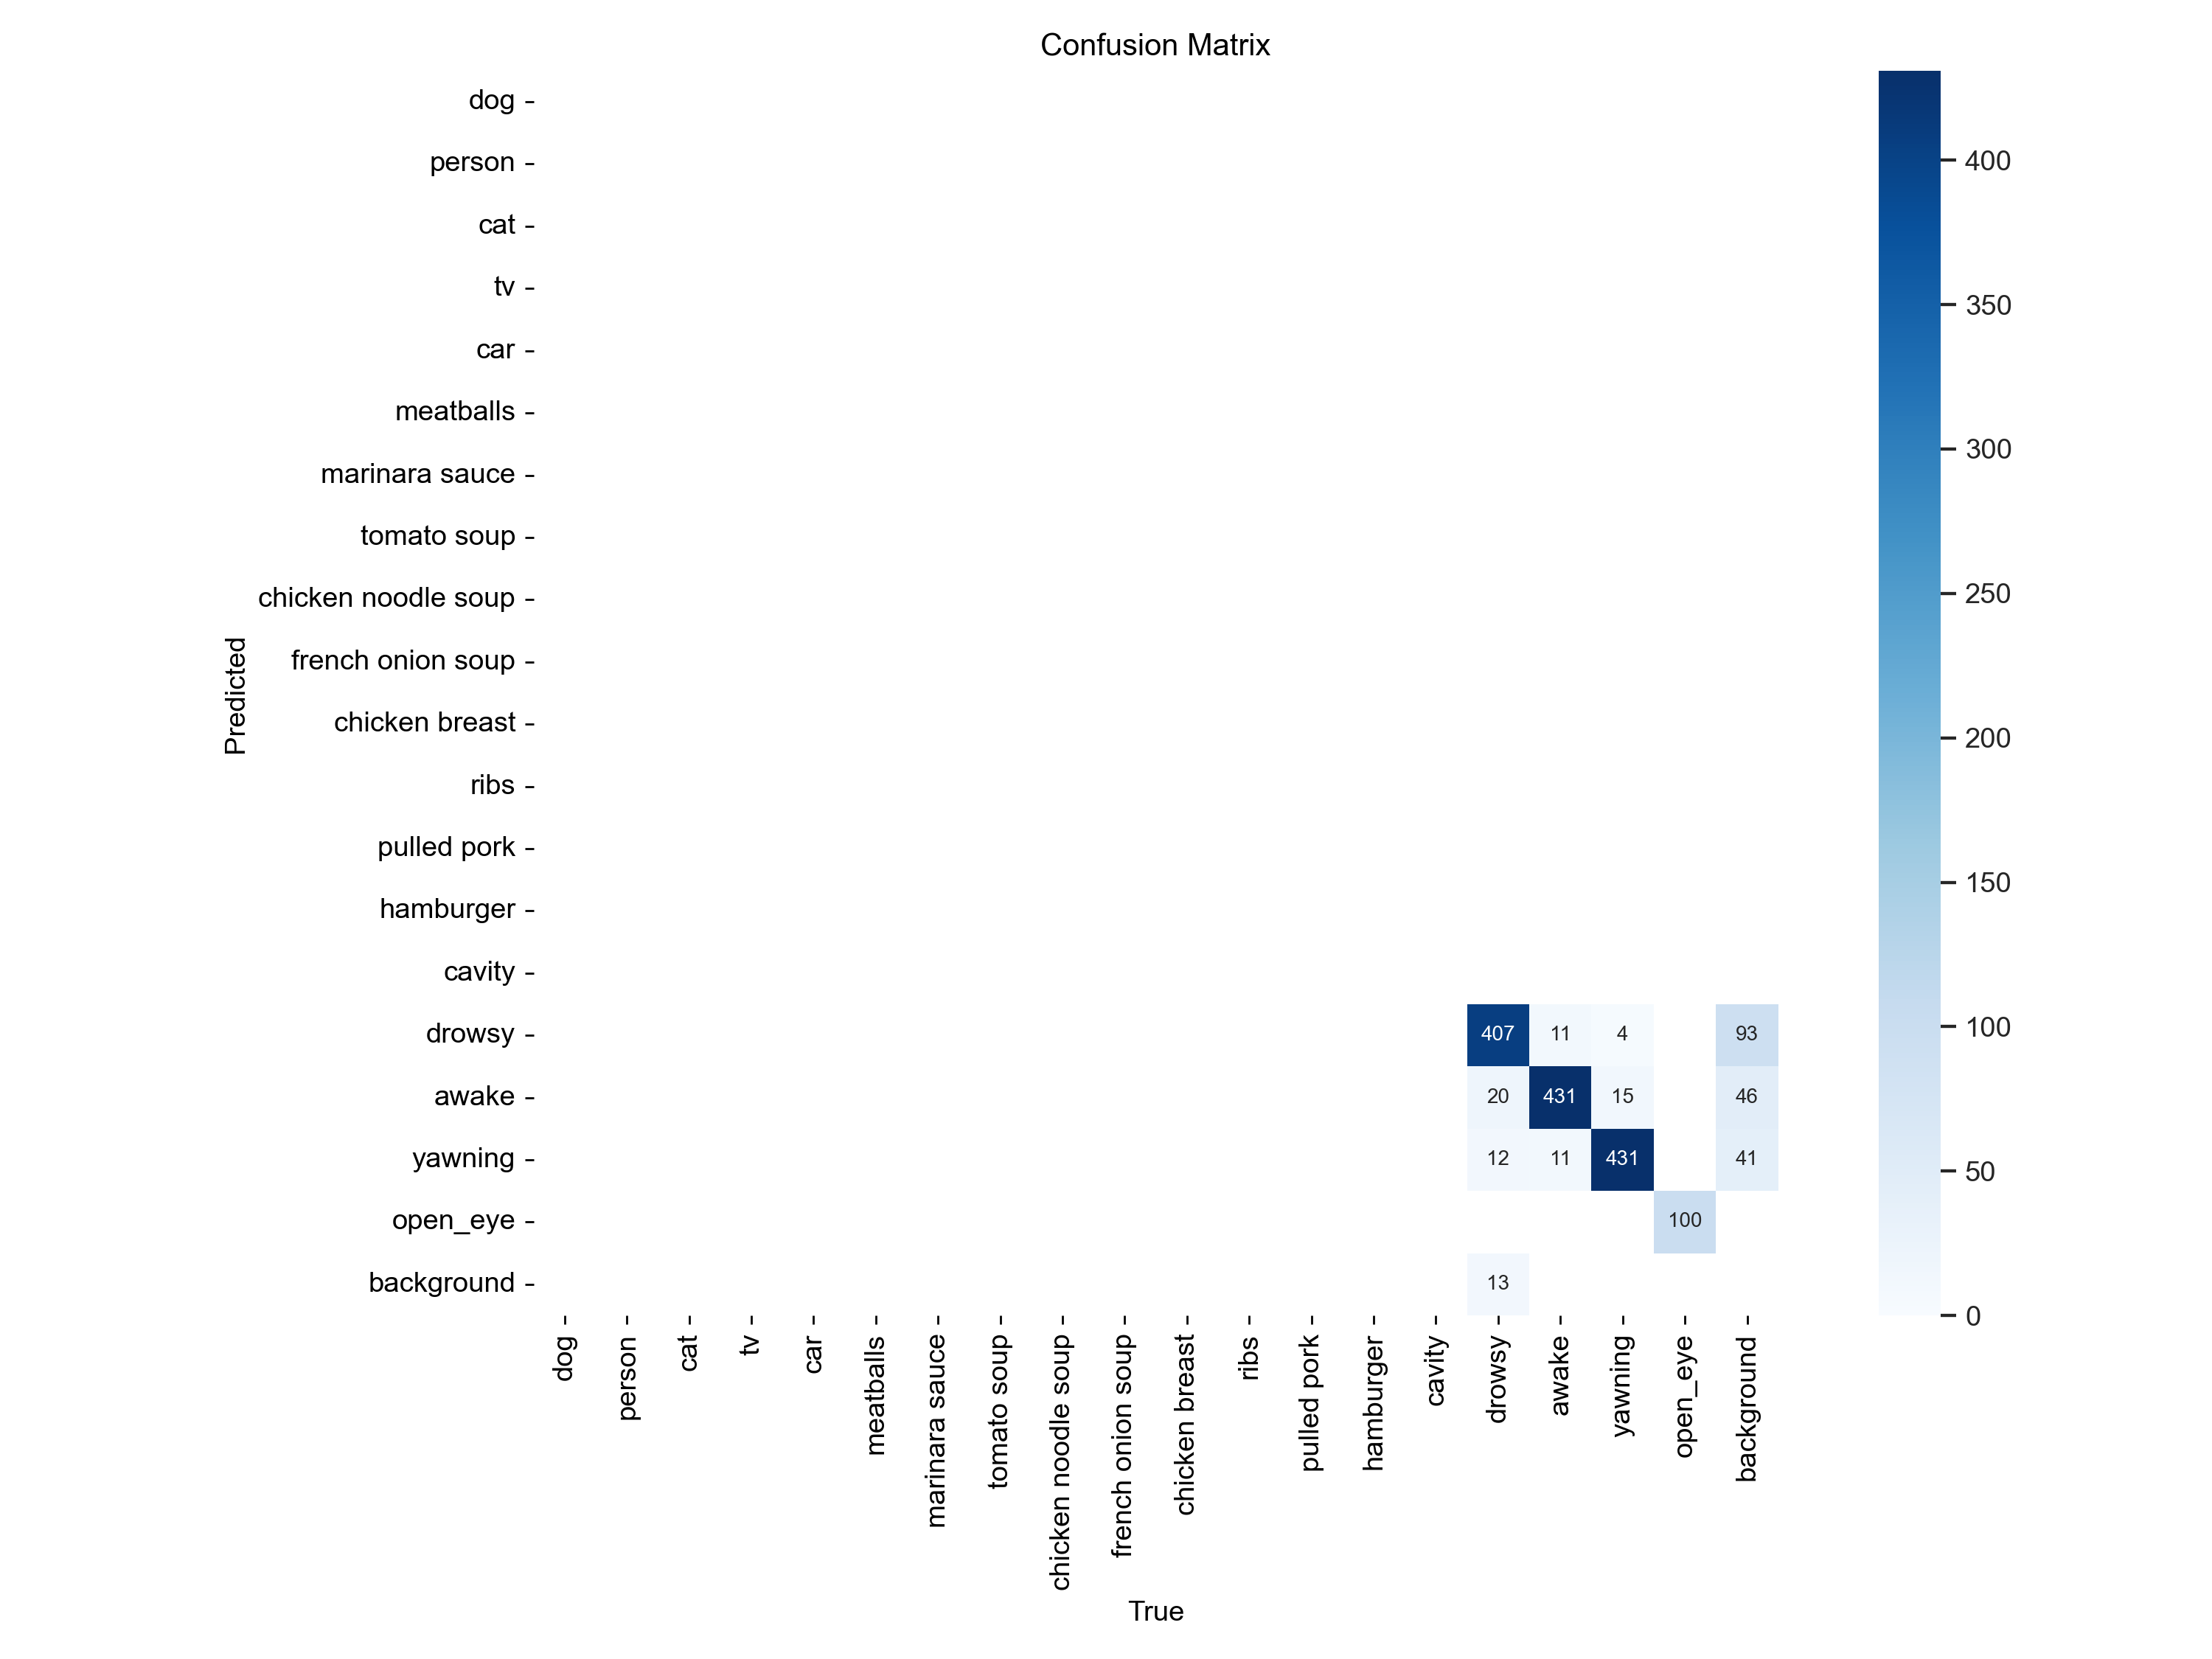 Confusion Matrix
dog
person
cat
tv
car
meatballs
marinara sauce
tomato soup
chicken noodle soup
french onion soup
chicken breast
ribs
pulled pork
hamburger
cavity
drowsy
awake
yawning
open_eye
background
Predicted
407 11 4 93
20 431 15 46
12 11 431 41
100
13
dog
person
cat
tv
car
meatballs
marinara sauce
tomato soup
chicken noodle soup
french onion soup
chicken breast
ribs
pulled pork
hamburger
cavity
drowsy
awake
yawning
open_eye
background
True
400
350
300
250
200
150
100
50
0